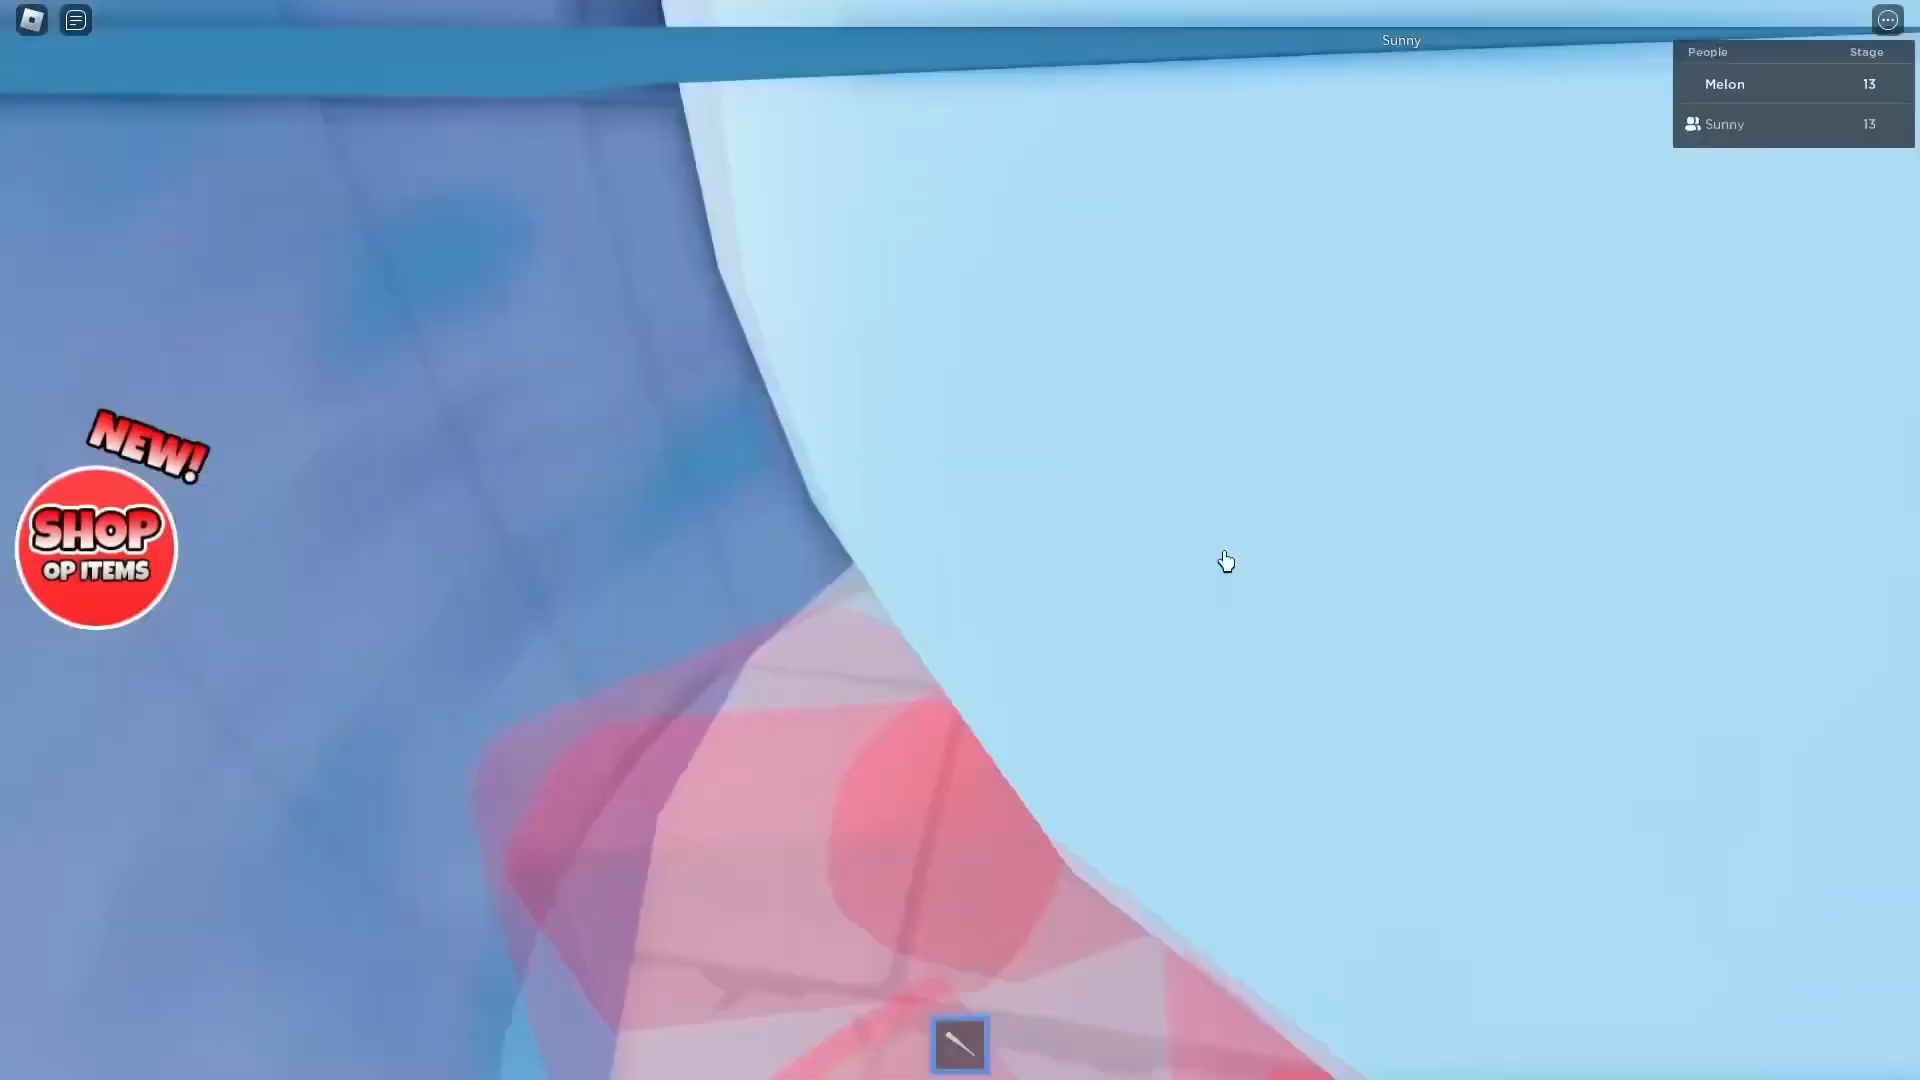 Sunny
People Stage
Melon 13
Sunny 13
NEW!
SHOP
OP ITEMS